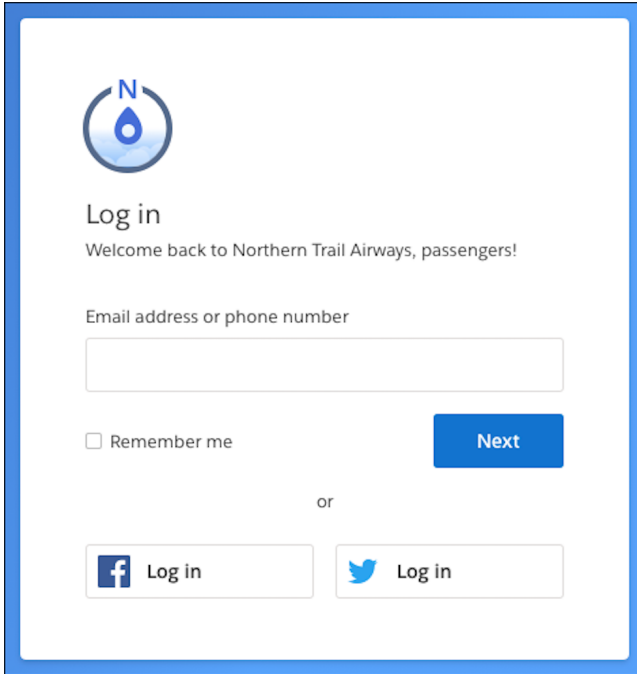 N
Log in
Welcome back to Northern Trail Airways, passengers!
Email address or phone number
Remember me
Next
or
Log in
Log in